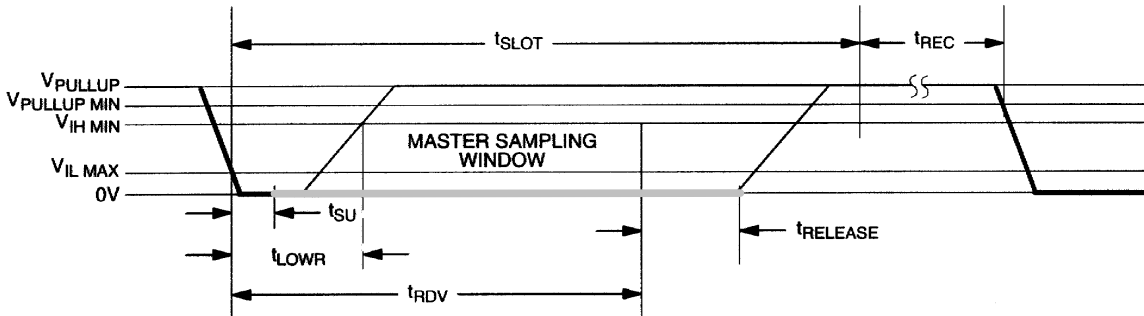 tSLOT
tREC
VPULLUP
VPULLUP MIN
VIH MIN
MASTER SAMPLING
WINDOW
VIL MAX
0V
tSU
tRELEASE
tLOWR
tRDV